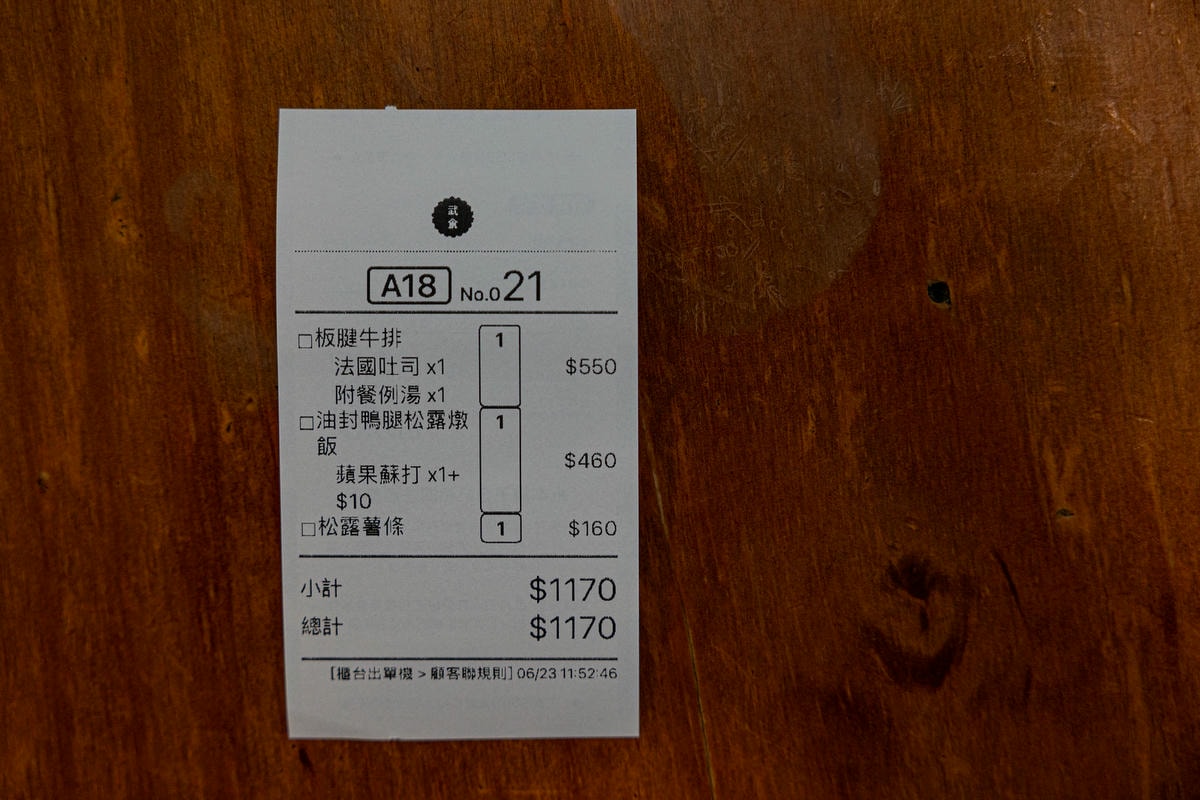 武
食
A18 No.021
□板腱牛排 1
法國吐司 x1 $550
附餐例湯 x1
□油封鴨腿松露燉 1
飯
蘋果蘇打 x1+ $460
$10
□松露薯條 1 $160
小計 $1170
總計 $1170
[櫃台出單機 > 顧客聯規則] 06/23 11:52:46